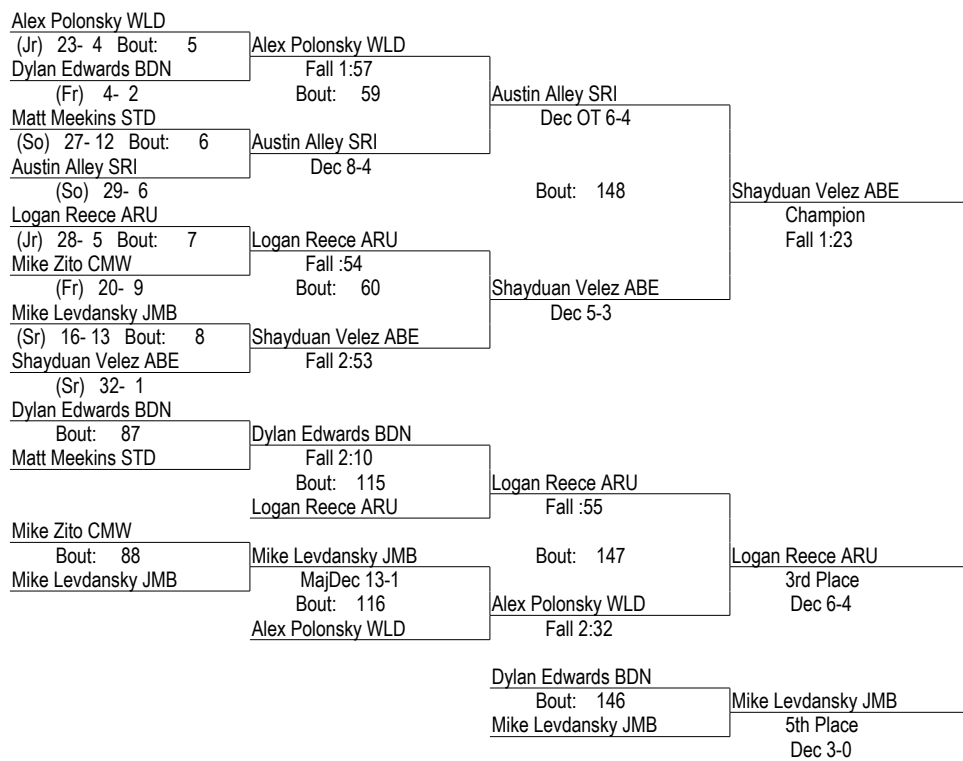 Alex Polonsky WLD
(Jr) 23- 4 Bout: 5 Alex Polonsky WLD
Dylan Edwards BDN Fall 1:57
(Fr) 4- 2 Bout: 59 Austin Alley SRI
Matt Meekins STD Dec OT 6-4
(So) 27- 12 Bout: 6 Austin Alley SRI
Austin Alley SRI Dec 8-4
(So) 29- 6 Bout: 148 Shayduan Velez ABE
Logan Reece ARU Champion
(Jr) 28- 5 Bout: 7 Logan Reece ARU Fall 1:23
Mike Zito CMW Fall :54
(Fr) 20- 9 Bout: 60 Shayduan Velez ABE
Mike Levdansky JMB Dec 5-3
(Sr) 16- 13 Bout: 8 Shayduan Velez ABE
Shayduan Velez ABE Fall 2:53
(Sr) 32- 1
Dylan Edwards BDN
Bout: 87 Dylan Edwards BDN
Matt Meekins STD Fall 2:10
Bout: 115 Logan Reece ARU
Logan Reece ARU Fall :55
Mike Zito CMW
Bout: 88 Mike Levdansky JMB Bout: 147 Logan Reece ARU
Mike Levdansky JMB MajDec 13-1 3rd Place
Bout: 116 Alex Polonsky WLD Dec 6-4
Alex Polonsky WLD Fall 2:32
Dylan Edwards BDN
Bout: 146 Mike Levdansky JMB
Mike Levdansky JMB 5th Place
Dec 3-0